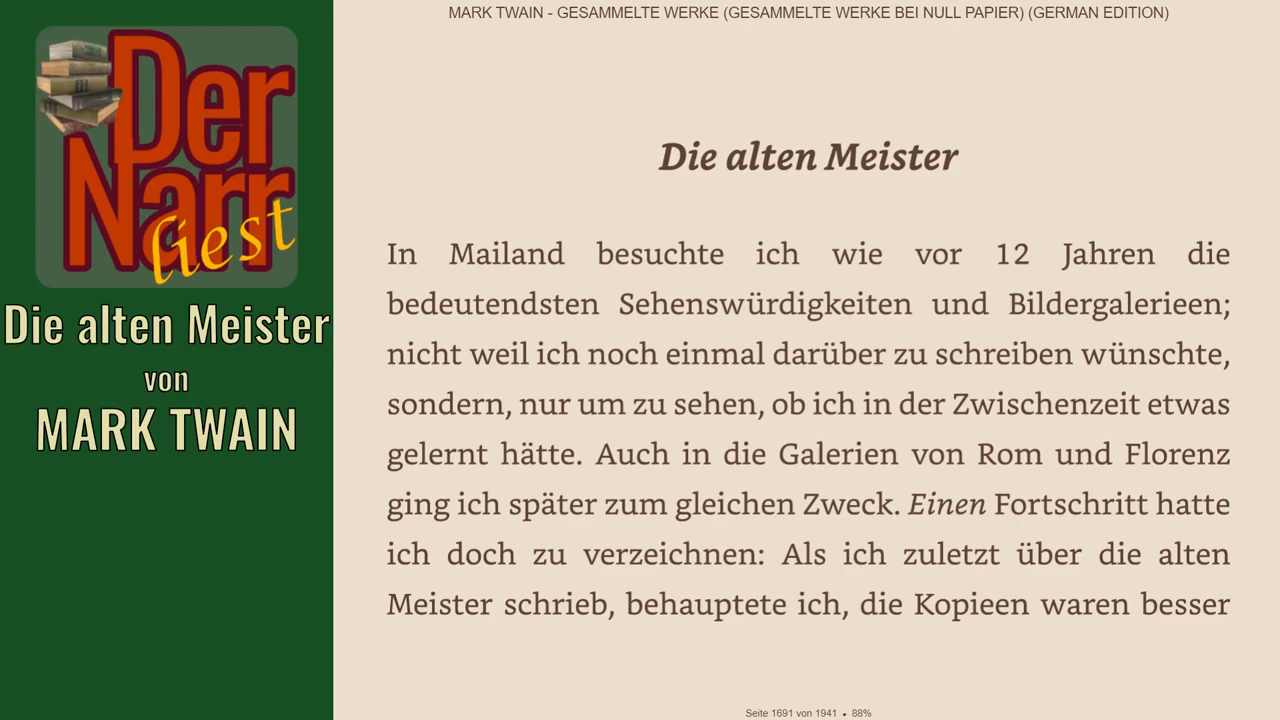 Der
Narr
liest
Die alten Meister
von
MARK TWAIN
MARK TWAIN - GESAMMELTE WERKE (GESAMMELTE WERKE BEI NULL PAPIER) (GERMAN EDITION)
Die alten Meister
In Mailand besuchte ich wie vor 12 Jahren die
bedeutendsten Sehenswürdigkeiten und Bildergalerieen;
nicht weil ich noch einmal darüber zu schreiben wünschte,
sondern, nur um zu sehen, ob ich in der Zwischenzeit etwas
gelernt hätte. Auch in die Galerien von Rom und Florenz
ging ich später zum gleichen Zweck. Einen Fortschritt hatte
ich doch zu verzeichnen: Als ich zuletzt über die alten
Meister schrieb, behauptete ich, die Kopieen waren besser
Seite 1691 von 1941 • 88%